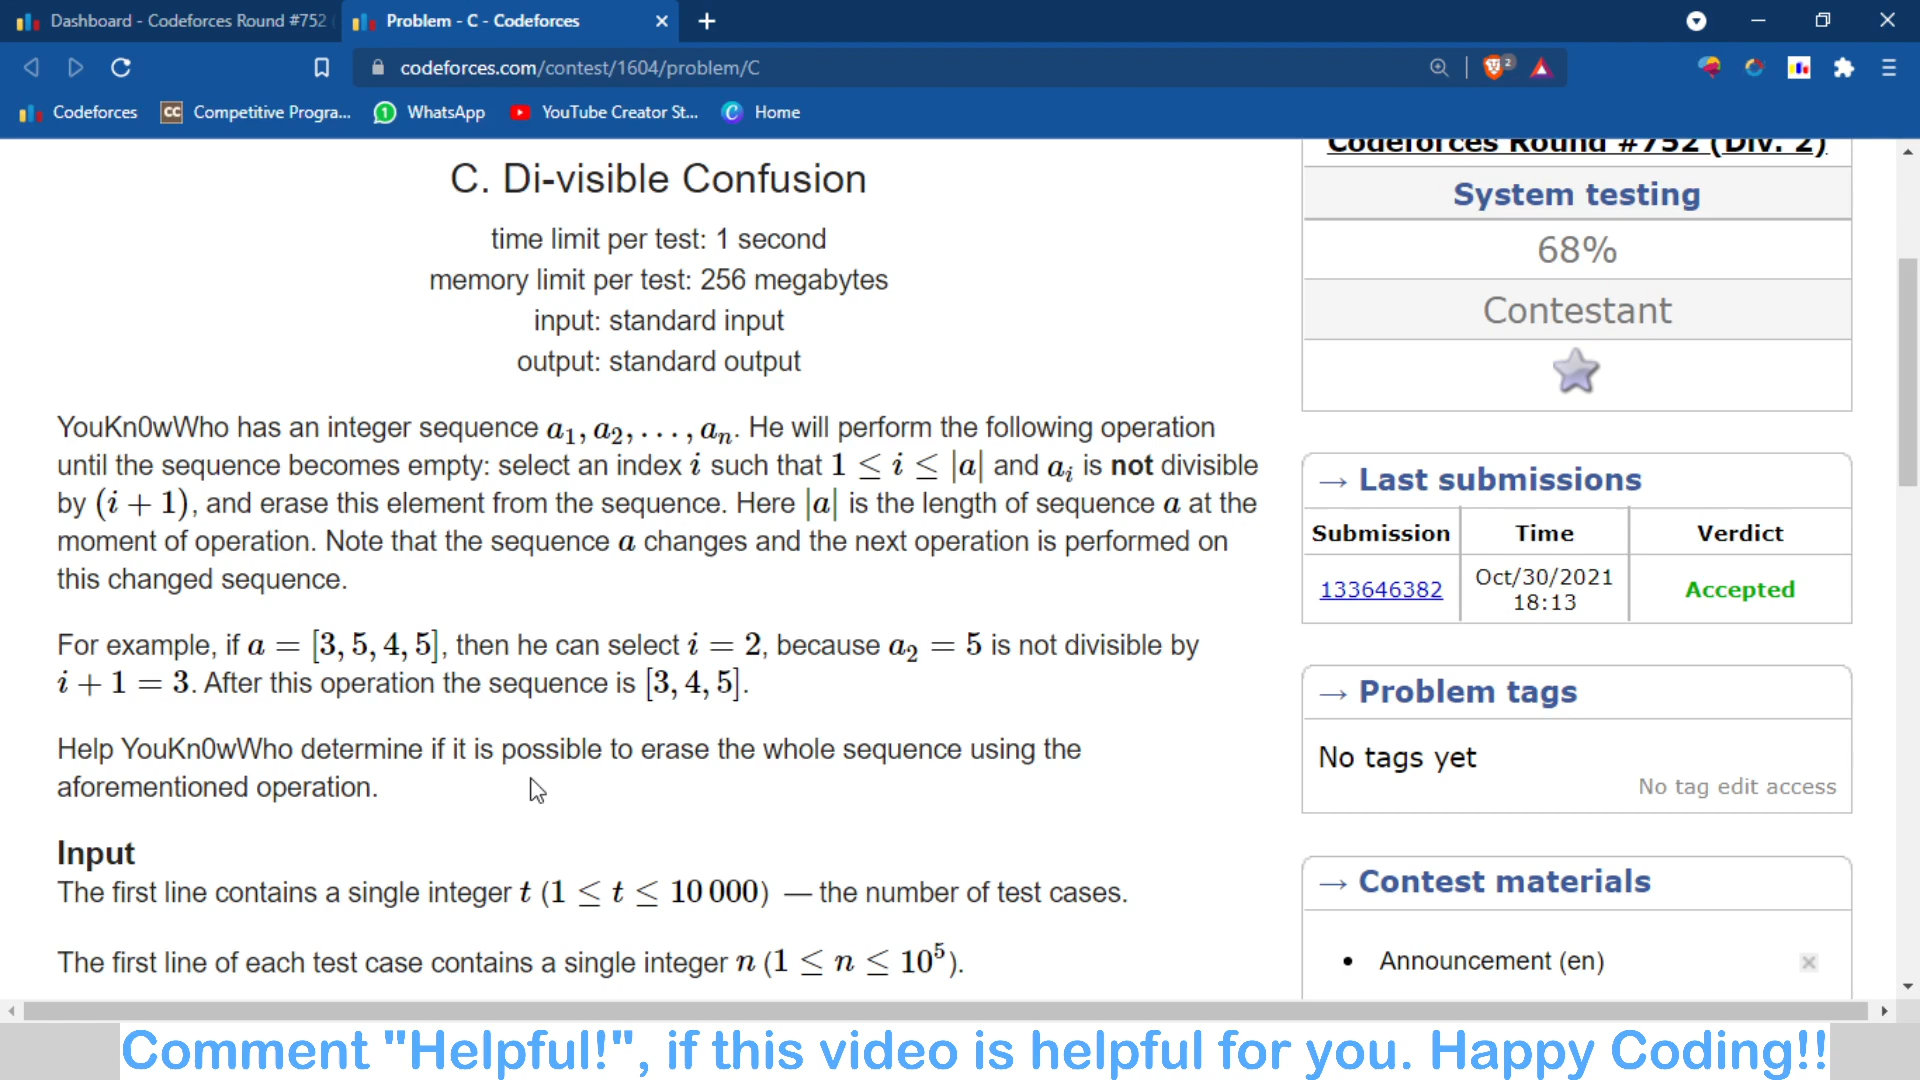 Dashboard - Codeforces Round #752 (
Problem - C - Codeforces
codeforces.com/contest/1604/problem/C
2
Codeforces
CC Competitive Progra...
1 WhatsApp
YouTube Creator St...
C Home
C. Di-visible Confusion
time limit per test: 1 second
memory limit per test: 256 megabytes
input: standard input
output: standard output
YouKn0wWho has an integer sequence a₁, a₂, …, aₙ. He will perform the following operation
until the sequence becomes empty: select an index i such that 1 ≤ i ≤ |a| and aᵢ is not divisible
by (i + 1), and erase this element from the sequence. Here |a| is the length of sequence a at the
moment of operation. Note that the sequence a changes and the next operation is performed on
this changed sequence.
For example, if a = [3, 5, 4, 5], then he can select i = 2, because a₂ = 5 is not divisible by
i + 1 = 3. After this operation the sequence is [3, 4, 5].
Help YouKn0wWho determine if it is possible to erase the whole sequence using the
aforementioned operation.
Input
The first line contains a single integer t (1 ≤ t ≤ 10 000) — the number of test cases.
The first line of each test case contains a single integer n (1 ≤ n ≤ 10⁵).
Codeforces Round #752 (Div. 2)
System testing
68%
Contestant
→ Last submissions
Submission Time Verdict
133646382 Oct/30/2021 18:13 Accepted
→ Problem tags
No tags yet
No tag edit access
→ Contest materials
• Announcement (en)
Comment "Helpful!", if this video is helpful for you. Happy Coding!!